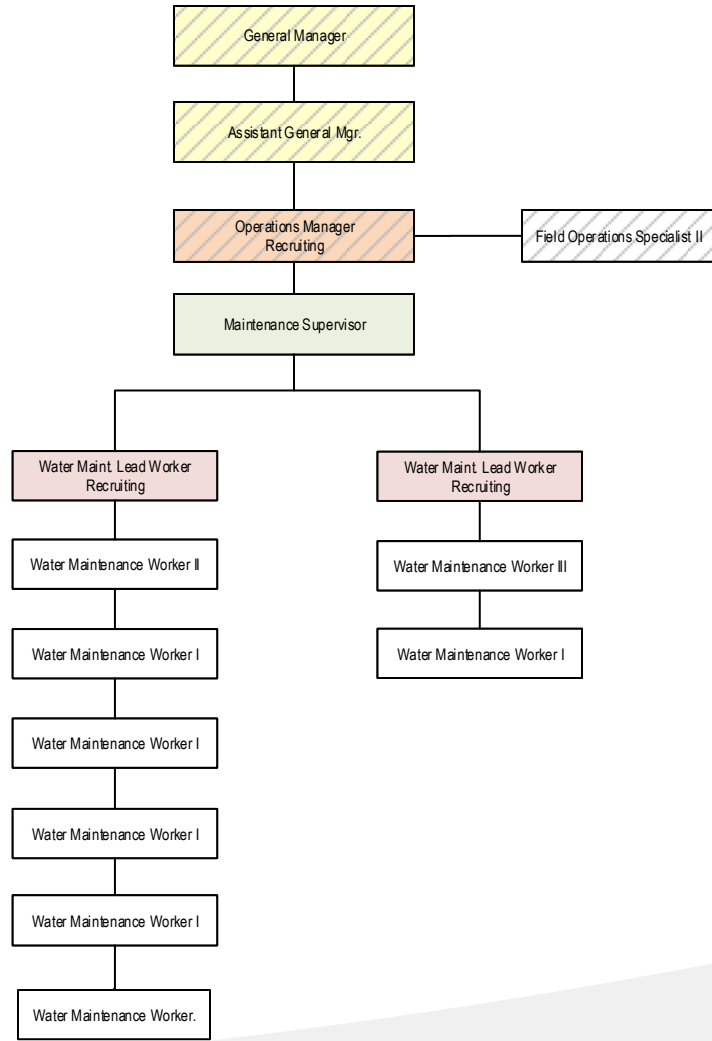 General Manager
Assistant General Mgr.
Operations Manager
Recruiting
Field Operations Specialist II
Maintenance Supervisor
Water Maint. Lead Worker
Recruiting
Water Maint. Lead Worker
Recruiting
Water Maintenance Worker II
Water Maintenance Worker III
Water Maintenance Worker I
Water Maintenance Worker I
Water Maintenance Worker I
Water Maintenance Worker I
Water Maintenance Worker I
Water Maintenance Worker.